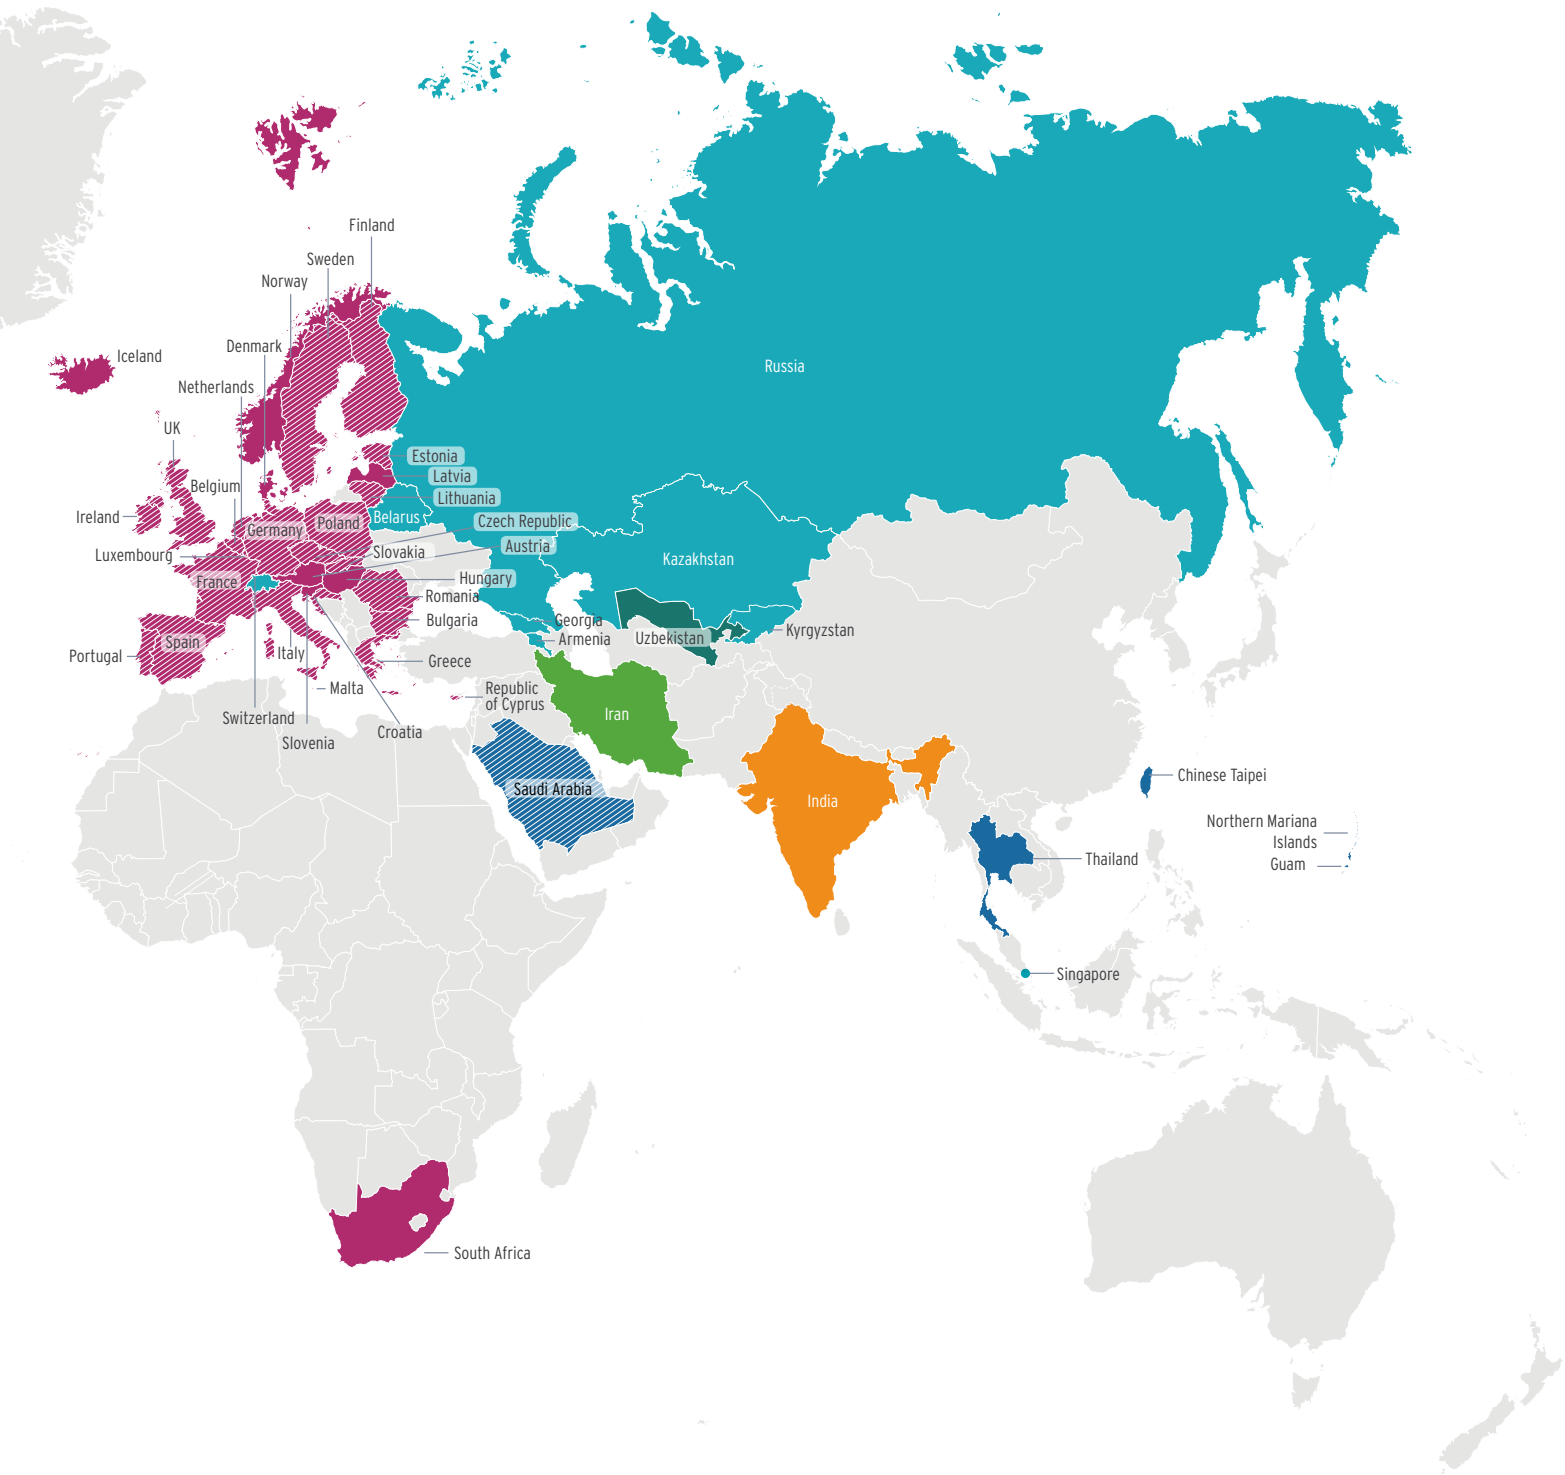 Finland
Sweden
Norway
Denmark
Iceland
Netherlands
Russia
UK
Estonia
Latvia
Belgium
Lithuania
Ireland
Belarus
Poland
Czech Republic
Germany
Austria
Luxembourg
Slovakia
Kazakhstan
France
Hungary
Romania
Georgia
Bulgaria
Armenia
Uzbekistan
Kyrgyzstan
Spain
Italy
Portugal
Greece
Malta
Republic
of Cyprus
Switzerland
Iran
Croatia
Slovenia
Chinese Taipei
Saudi Arabia
India
Northern Mariana
Islands
Guam
Thailand
Singapore
South Africa